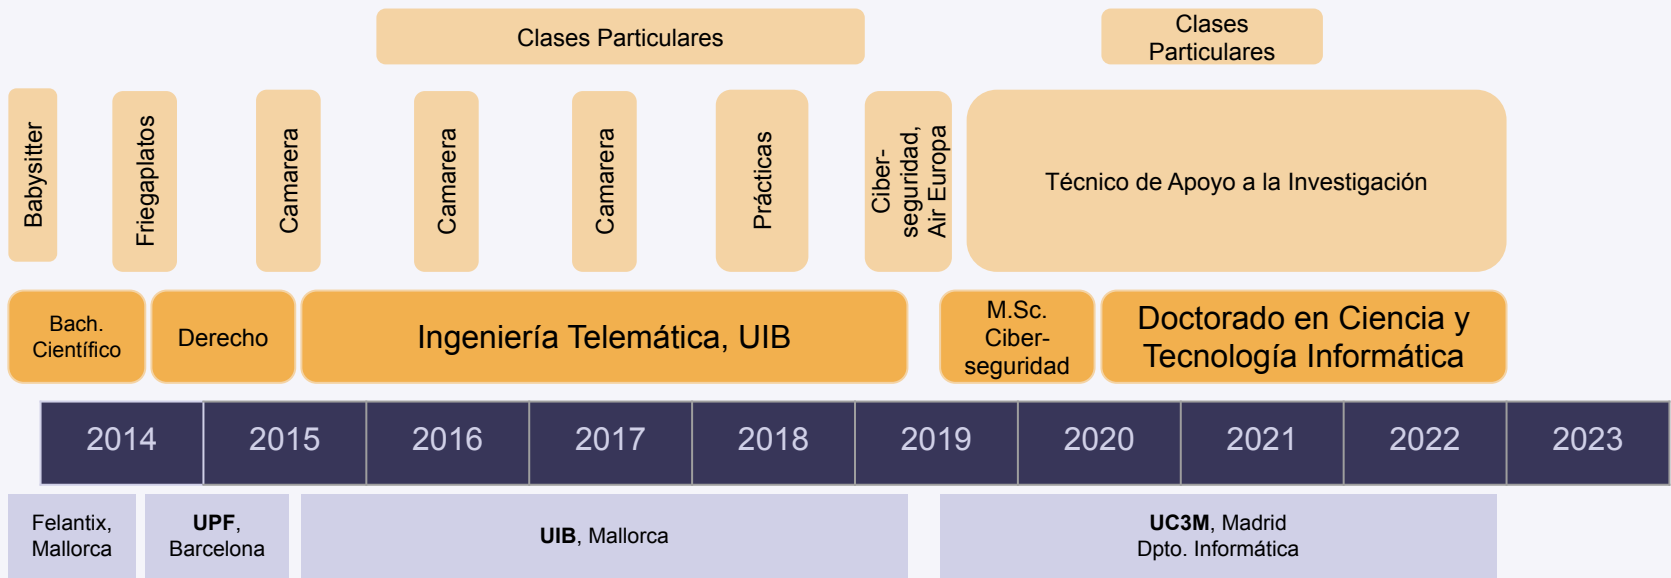 Clases Particulares
Clases
Particulares
Babysitter
Friegaplatos
Camarera
Camarera
Camarera
Prácticas
Ciber-
seguridad,
Air Europa
Técnico de Apoyo a la Investigación
Bach.
Científico
Derecho
Ingeniería Telemática, UIB
M.Sc.
Ciber-
seguridad
Doctorado en Ciencia y
Tecnología Informática
2014
2015
2016
2017
2018
2019
2020
2021
2022
2023
Felantix,
Mallorca
UPF,
Barcelona
UIB, Mallorca
UC3M, Madrid
Dpto. Informática